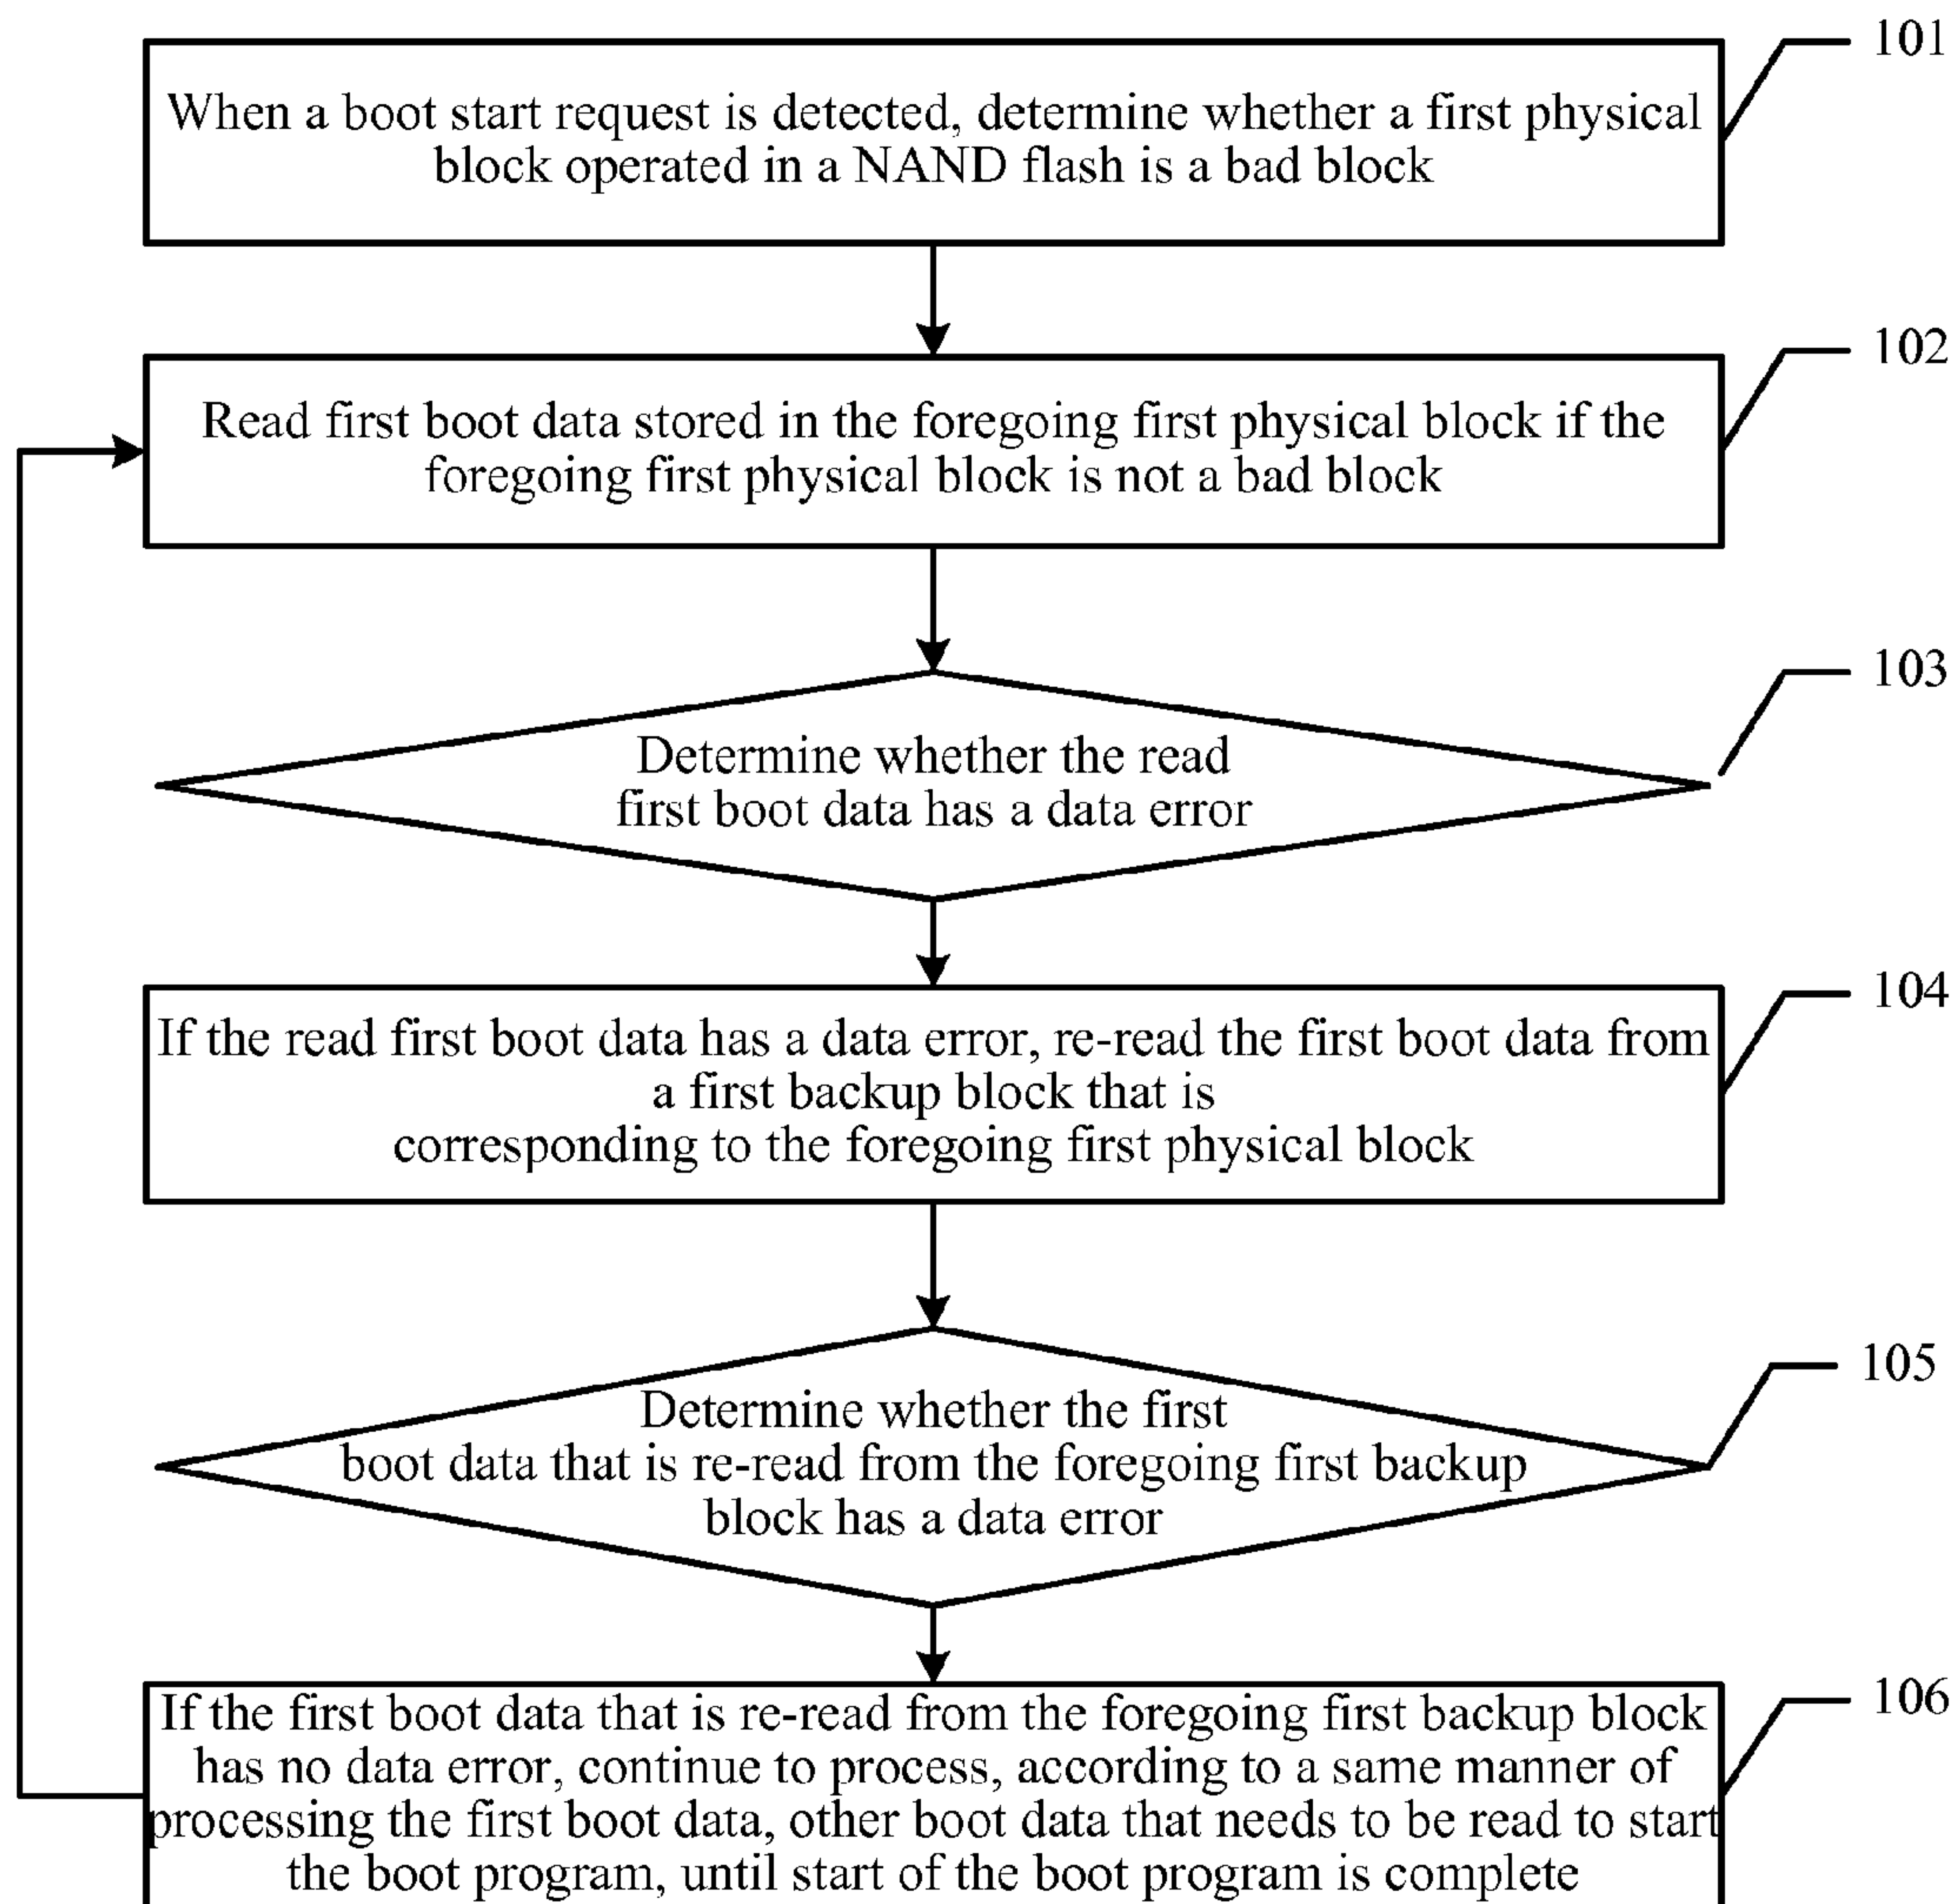 101
When a boot start request is detected, determine whether a first physical
block operated in a NAND flash is a bad block
102
Read first boot data stored in the foregoing first physical block if the
foregoing first physical block is not a bad block
103
Determine whether the read
first boot data has a data error
104
If the read first boot data has a data error, re-read the first boot data from
a first backup block that is
corresponding to the foregoing first physical block
105
Determine whether the first
boot data that is re-read from the foregoing first backup
block has a data error
106
If the first boot data that is re-read from the foregoing first backup block
has no data error, continue to process, according to a same manner of
processing the first boot data, other boot data that needs to be read to start
the boot program, until start of the boot program is complete